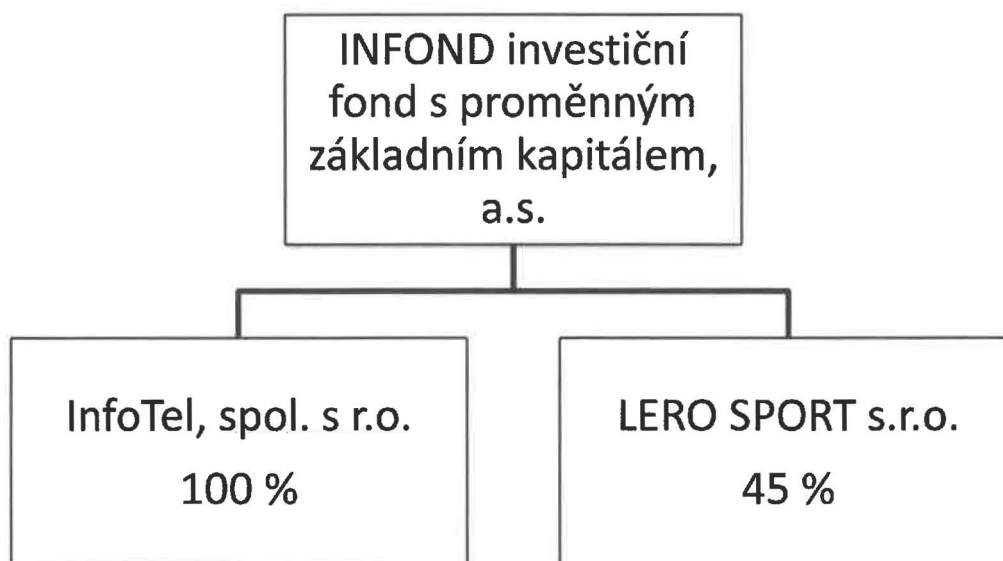 INFOND investiční
fond s proměnným
základním kapitálem,
a.s.
InfoTel, spol. s r.o.
100 %
LERO SPORT s.r.o.
45 %